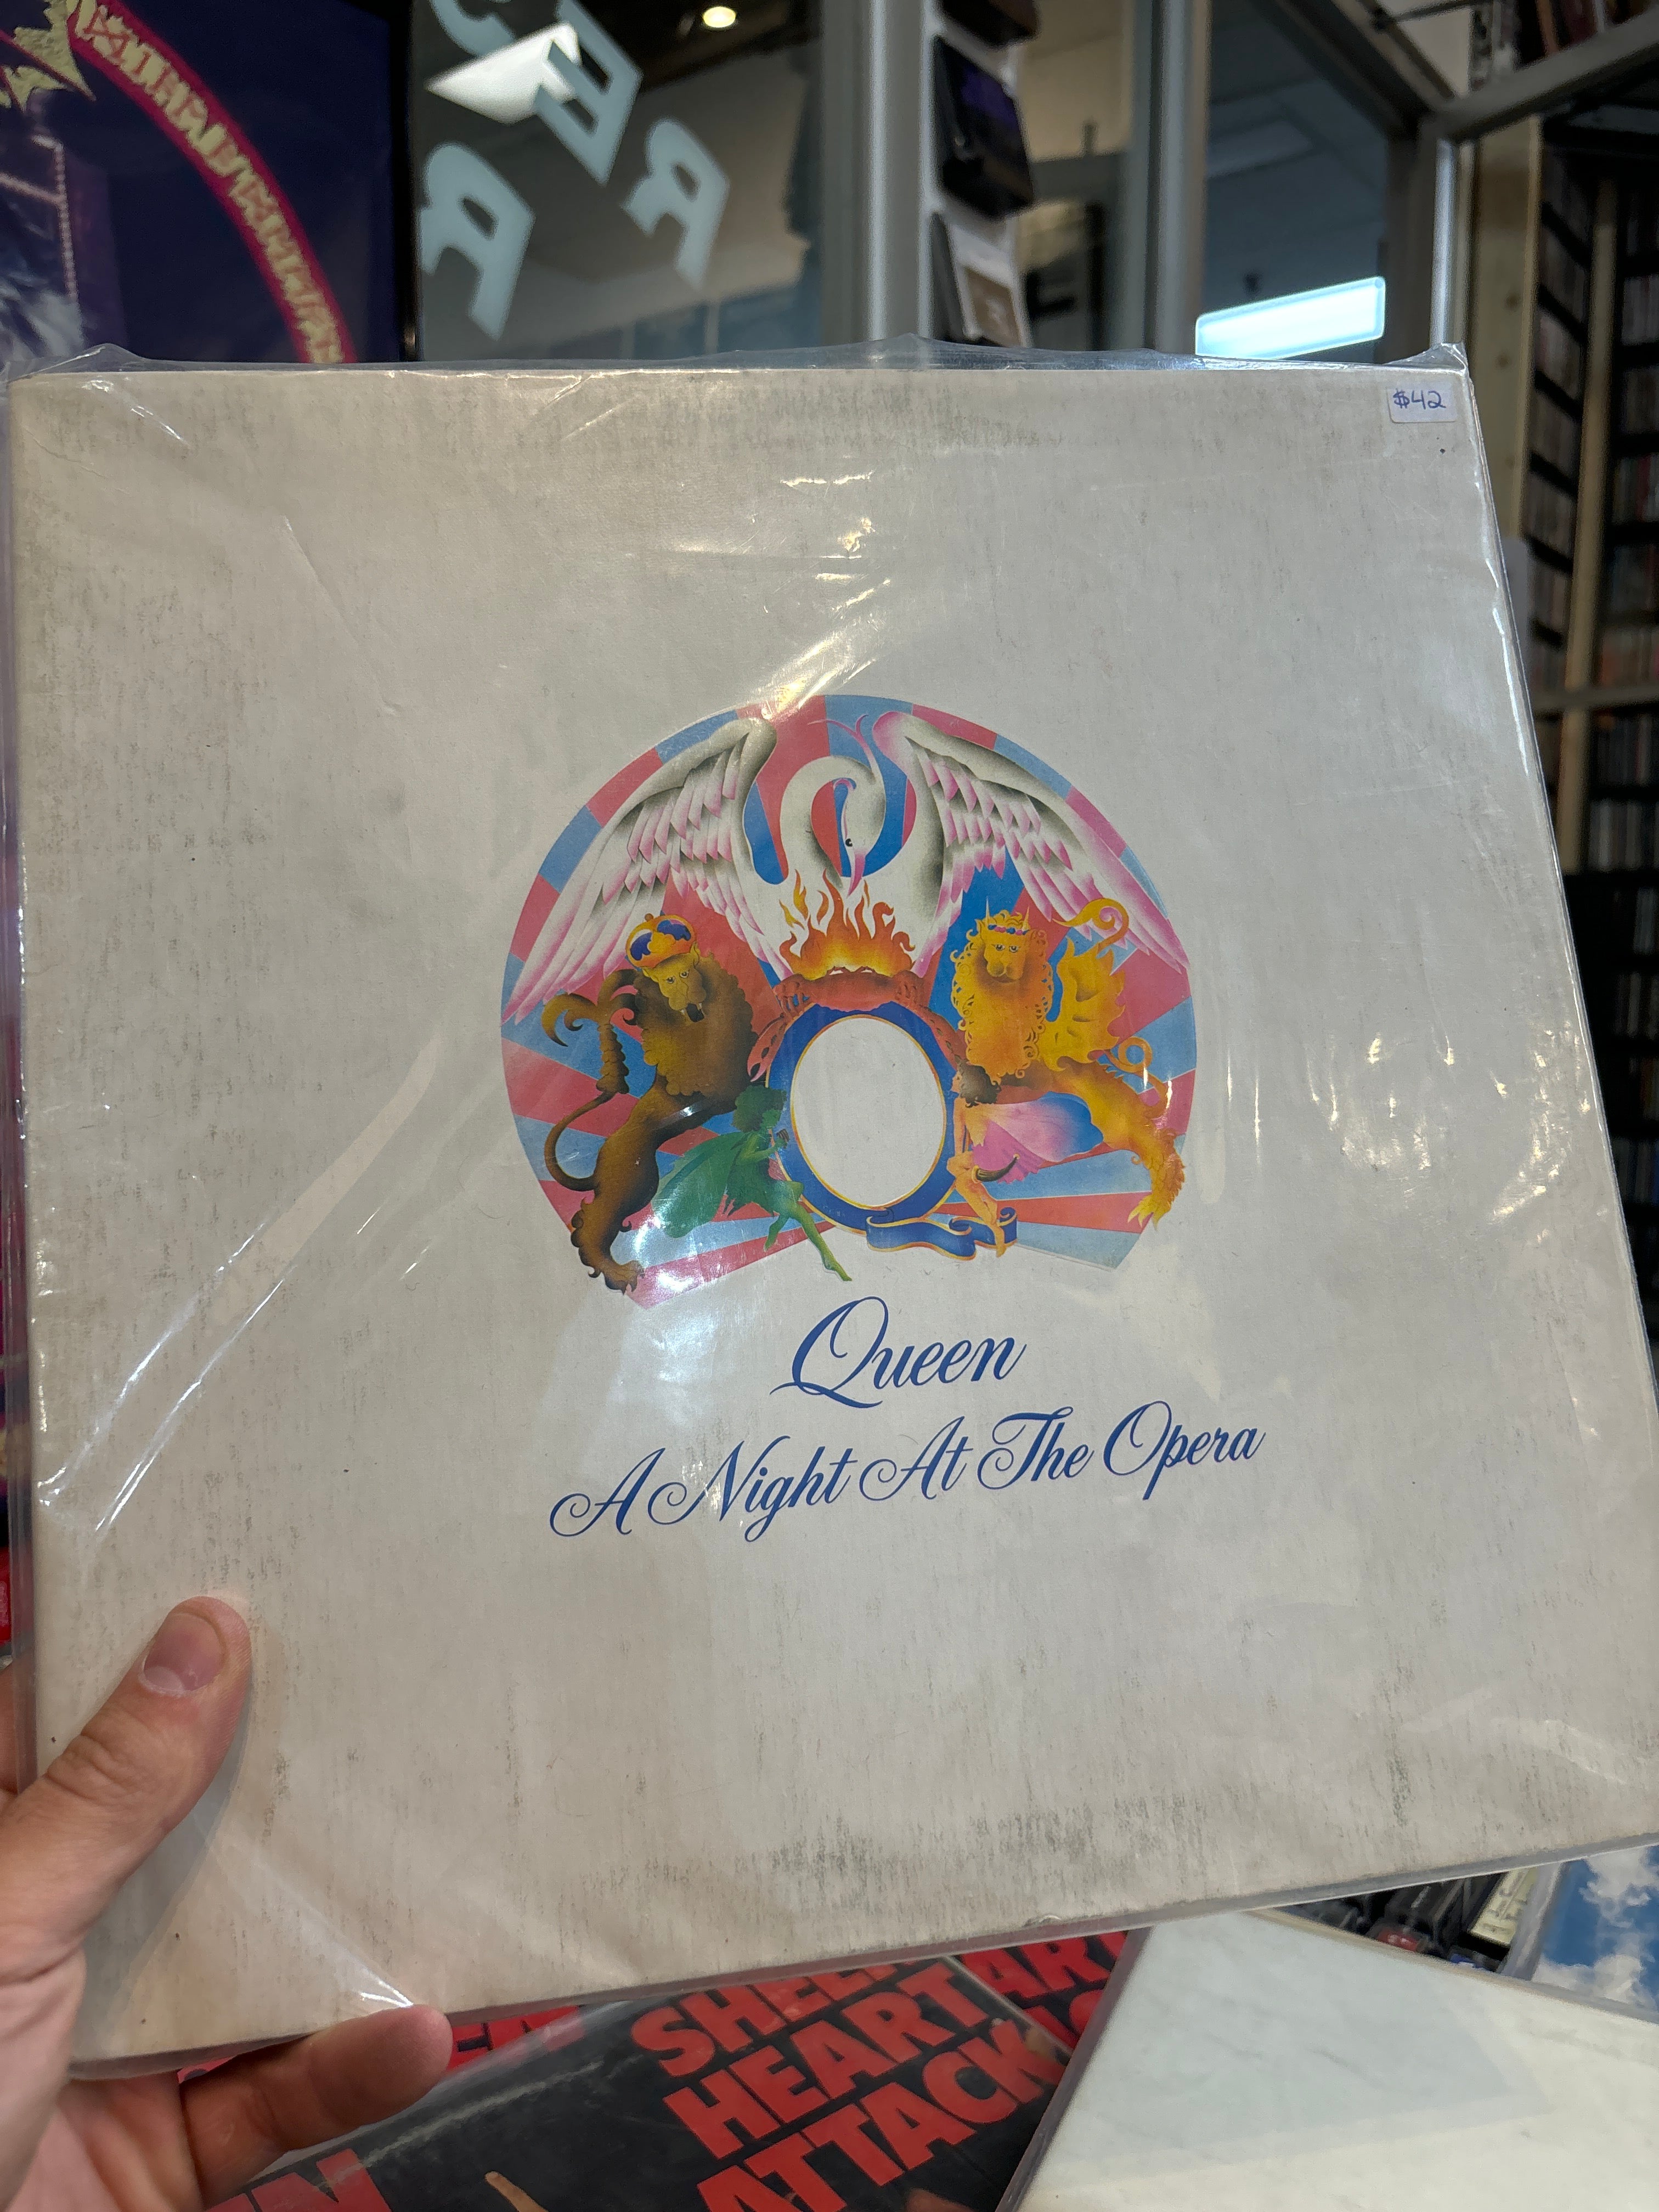 $42
Queen
A Night At The Opera
HEART
ATTACK